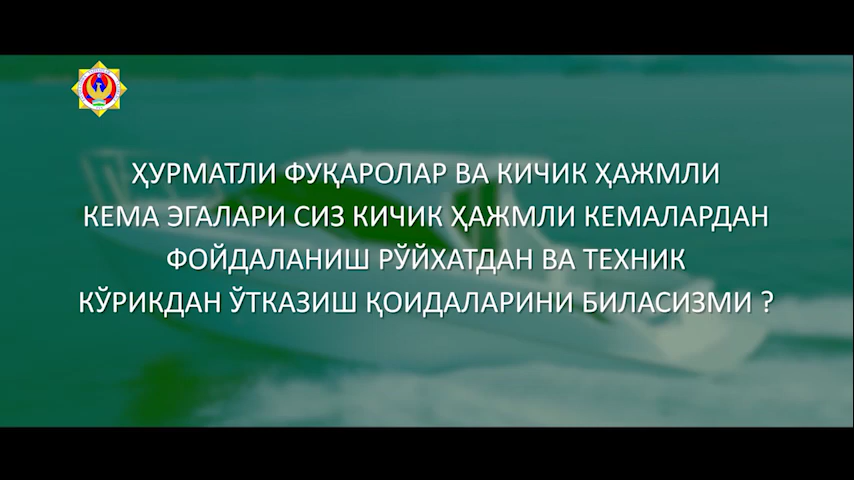 ҲУРМАТЛИ ФУҚАРОЛАР ВА КИЧИК ҲАЖМЛИ
КЕМА ЭГАЛАРИ СИЗ КИЧИК ҲАЖМЛИ КЕМАЛАРДАН
ФОЙДАЛАНИШ РЎЙХАТДАН ВА ТЕХНИК
КЎРИКДАН ЎТКАЗИШ ҚОИДАЛАРИНИ БИЛАСИЗМИ ?